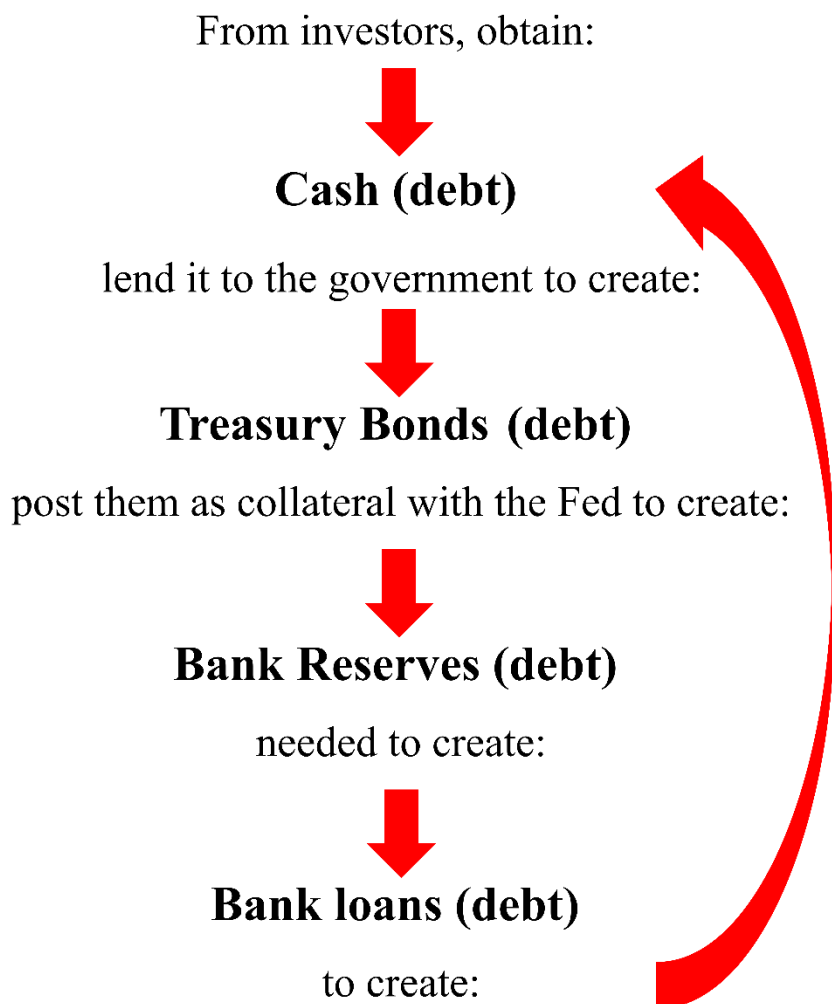 From investors, obtain:
Cash (debt)
lend it to the government to create:
Treasury Bonds (debt)
post them as collateral with the Fed to create:
Bank Reserves (debt)
needed to create:
Bank loans (debt)
to create: